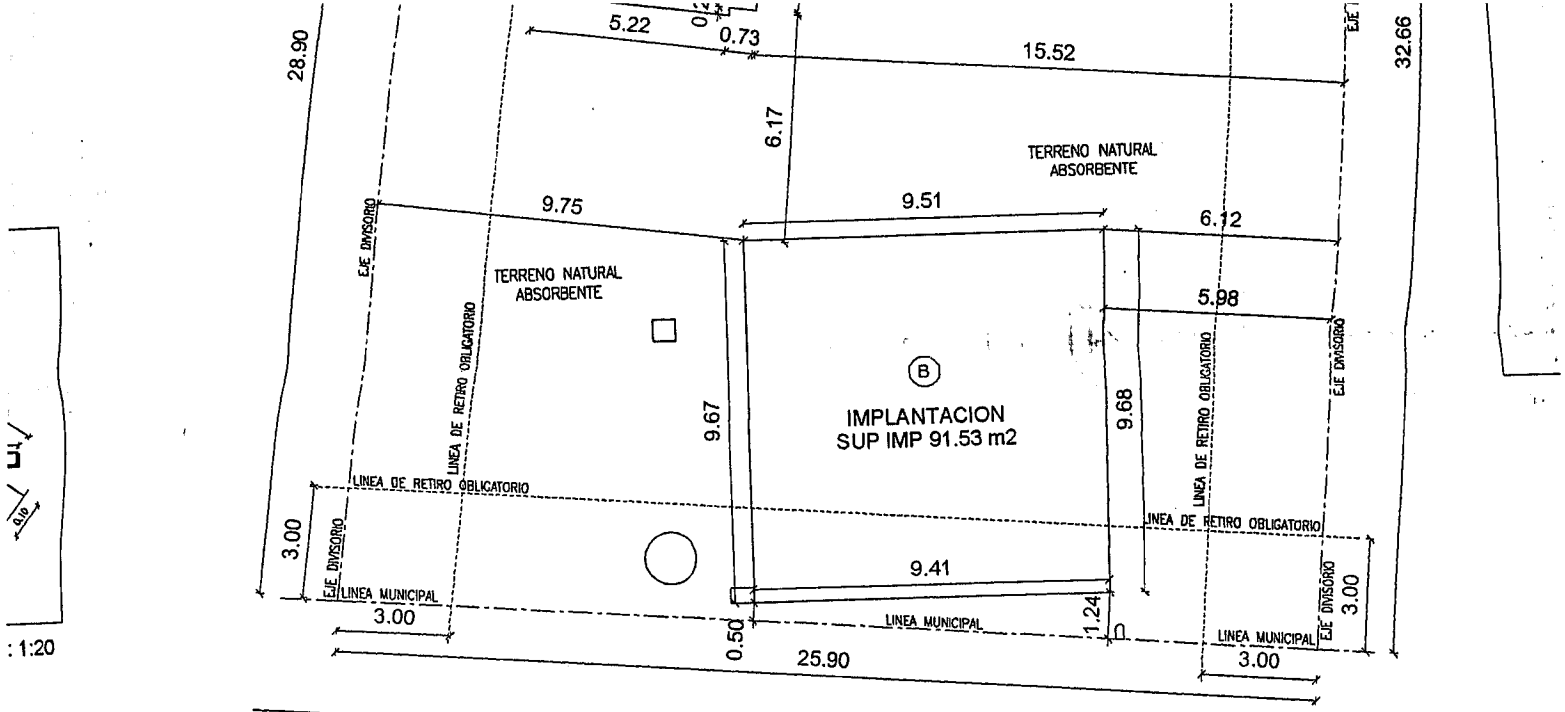 5.22
0.73
15.52
EJE
28.90
32.66
6.17
TERRENO NATURAL
ABSORBENTE
9.75
9.51
6.12
EJE DIVISORIO
TERRENO NATURAL
ABSORBENTE
5.98
LINEA DE RETIRO OBLIGATORIO
B
EJE DIVISORIO
LINEA DE RETIRO OBLIGATORIO
IMPLANTACION
SUP IMP 91.53 m2
9.67
9.68
LINEA DE RETIRO OBLIGATORIO
INEA DE RETIRO OBLIGATORIO
0.10
3.00
EJE DIVISORIO
9.41
EJE DIVISORIO
3.00
LINEA MUNICIPAL
3.00
LINEA MUNICIPAL
1.24
LINEA MUNICIPAL
0.50
25.90
3.00
: 1:20